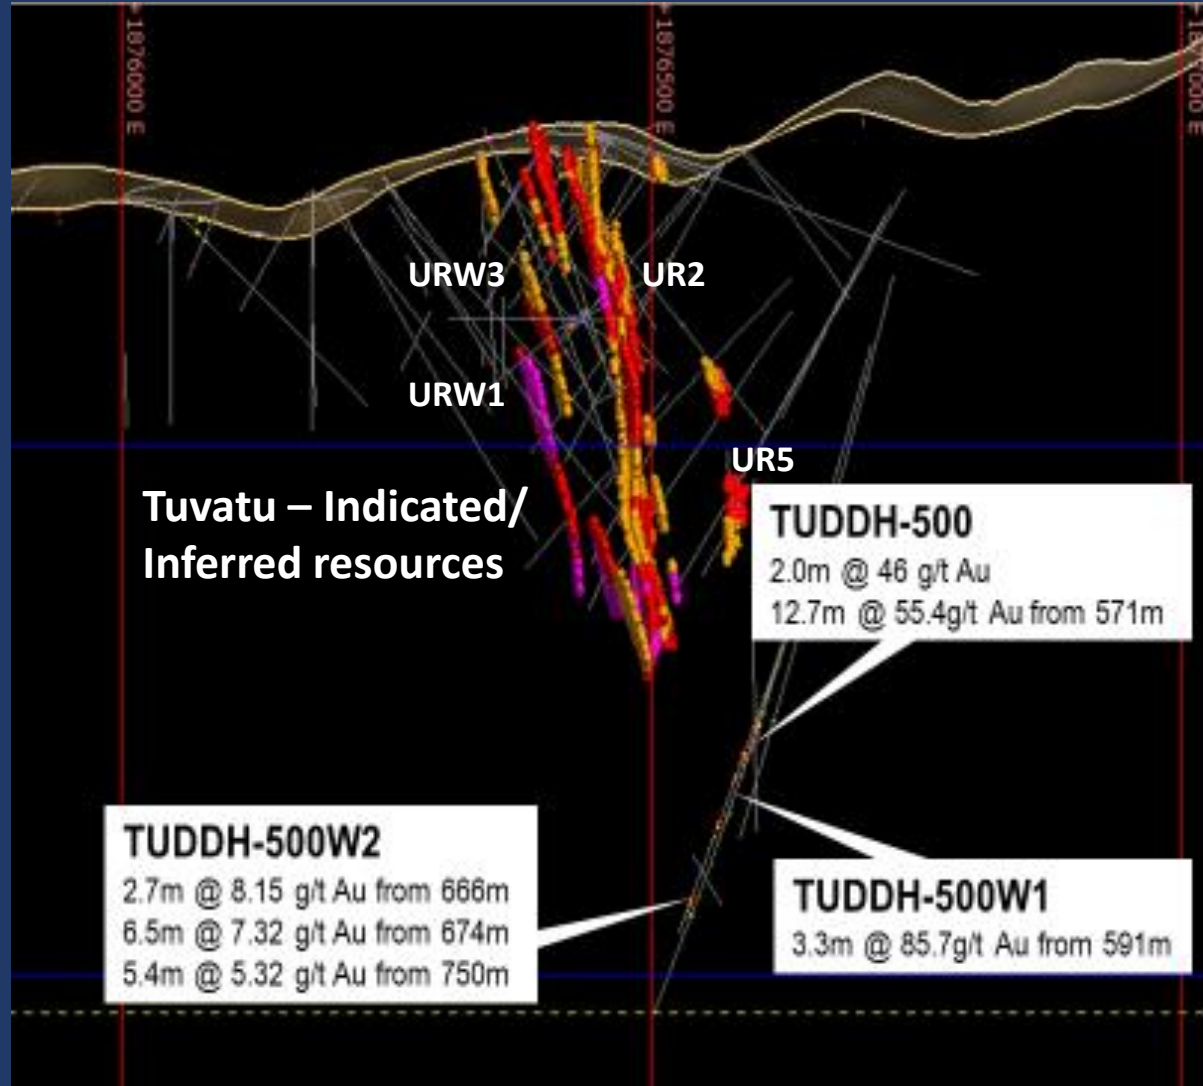 1876000 E
1876500 E
URW3
UR2
URW1
UR5
Tuvatu – Indicated/
Inferred resources
TUDDH-500
2.0m @ 46 g/t Au
12.7m @ 55.4g/t Au from 571m
TUDDH-500W2
2.7m @ 8.15 g/t Au from 666m
6.5m @ 7.32 g/t Au from 674m
5.4m @ 5.32 g/t Au from 750m
TUDDH-500W1
3.3m @ 85.7g/t Au from 591m